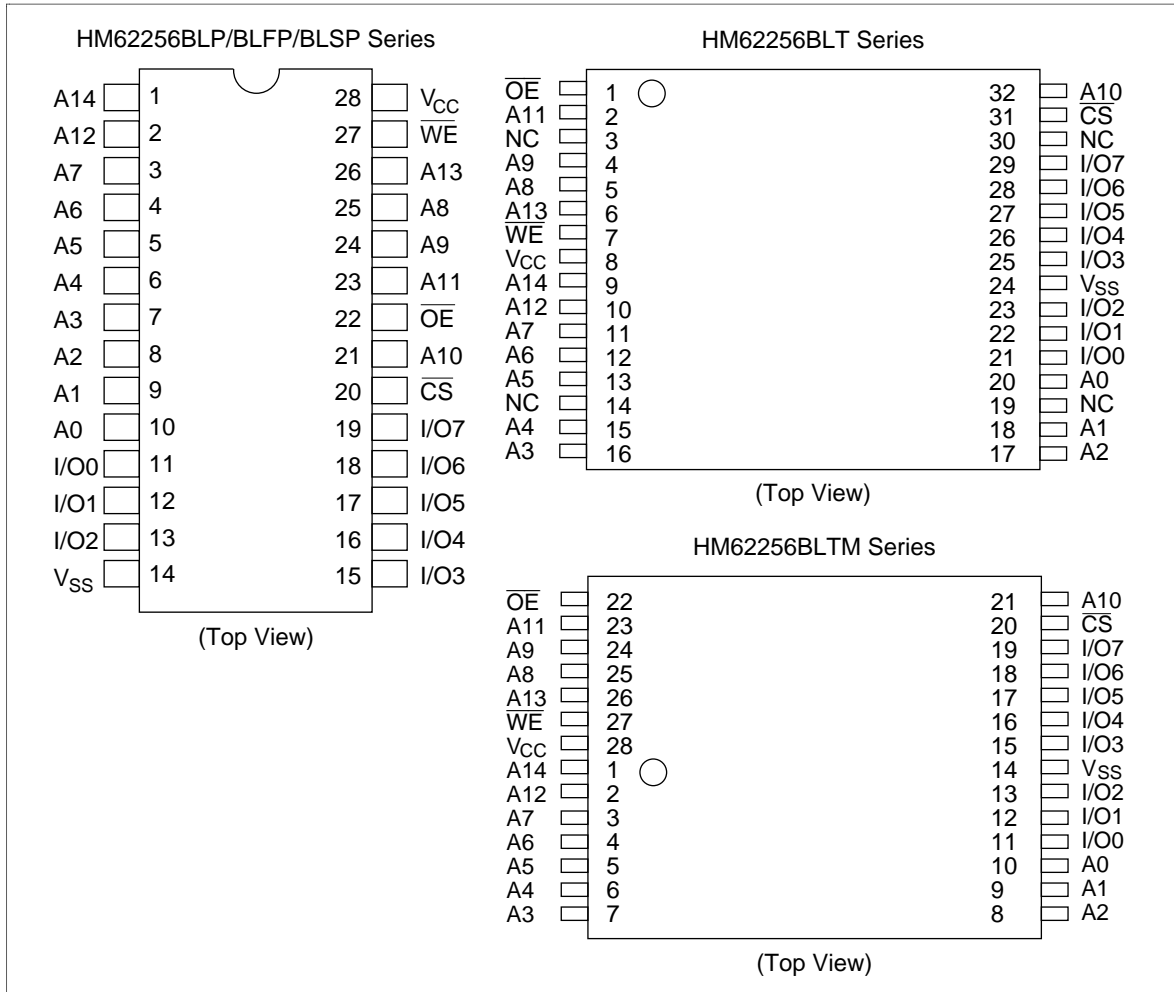 HM62256BLP/BLFP/BLSP Series
A14 1 28 VCC
A12 2 27 WE
A7 3 26 A13
A6 4 25 A8
A5 5 24 A9
A4 6 23 A11
A3 7 22 OE
A2 8 21 A10
A1 9 20 CS
A0 10 19 I/O7
I/O0 11 18 I/O6
I/O1 12 17 I/O5
I/O2 13 16 I/O4
VSS 14 15 I/O3
(Top View)
HM62256BLT Series
OE 1 32 A10
A11 2 31 CS
NC 3 30 NC
A9 4 29 I/O7
A8 5 28 I/O6
A13 6 27 I/O5
WE 7 26 I/O4
VCC 8 25 I/O3
A14 9 24 VSS
A12 10 23 I/O2
A7 11 22 I/O1
A6 12 21 I/O0
A5 13 20 A0
NC 14 19 NC
A4 15 18 A1
A3 16 17 A2
(Top View)
HM62256BLTM Series
OE 22 21 A10
A11 23 20 CS
A9 24 19 I/O7
A8 25 18 I/O6
A13 26 17 I/O5
WE 27 16 I/O4
VCC 28 15 I/O3
A14 1 14 VSS
A12 2 13 I/O2
A7 3 12 I/O1
A6 4 11 I/O0
A5 5 10 A0
A4 6 9 A1
A3 7 8 A2
(Top View)